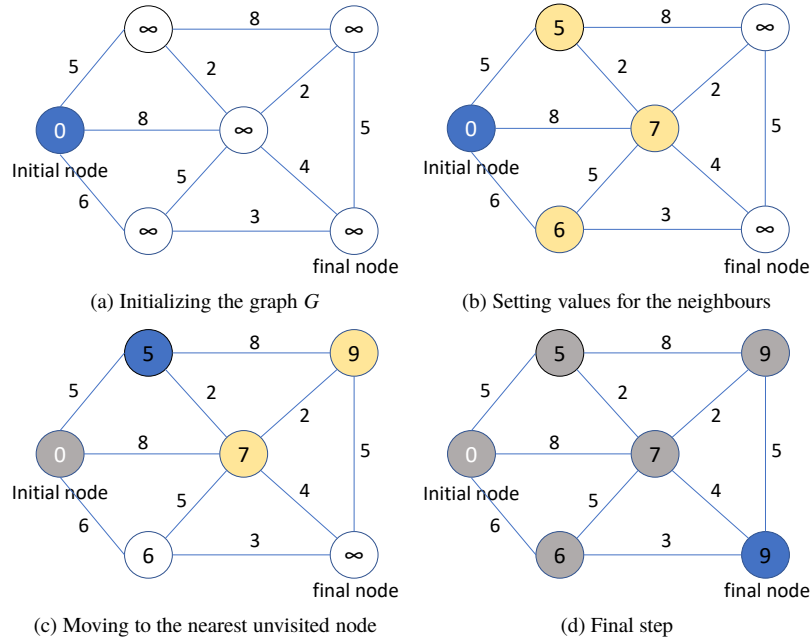 ∞ 8 ∞
5 2 2
0 8 ∞ 5
Initial node
6 5 4
∞ 3 ∞
final node
(a) Initializing the graph G
5 8 ∞
5 2 2
0 8 7 5
Initial node
6 5 4
6 3 ∞
final node
(b) Setting values for the neighbours
5 8 9
5 2 2
0 8 7 5
Initial node
6 5 4
6 3 ∞
final node
(c) Moving to the nearest unvisited node
5 8 9
5 2 2
0 8 7 5
Initial node
6 5 4
6 3 9
final node
(d) Final step